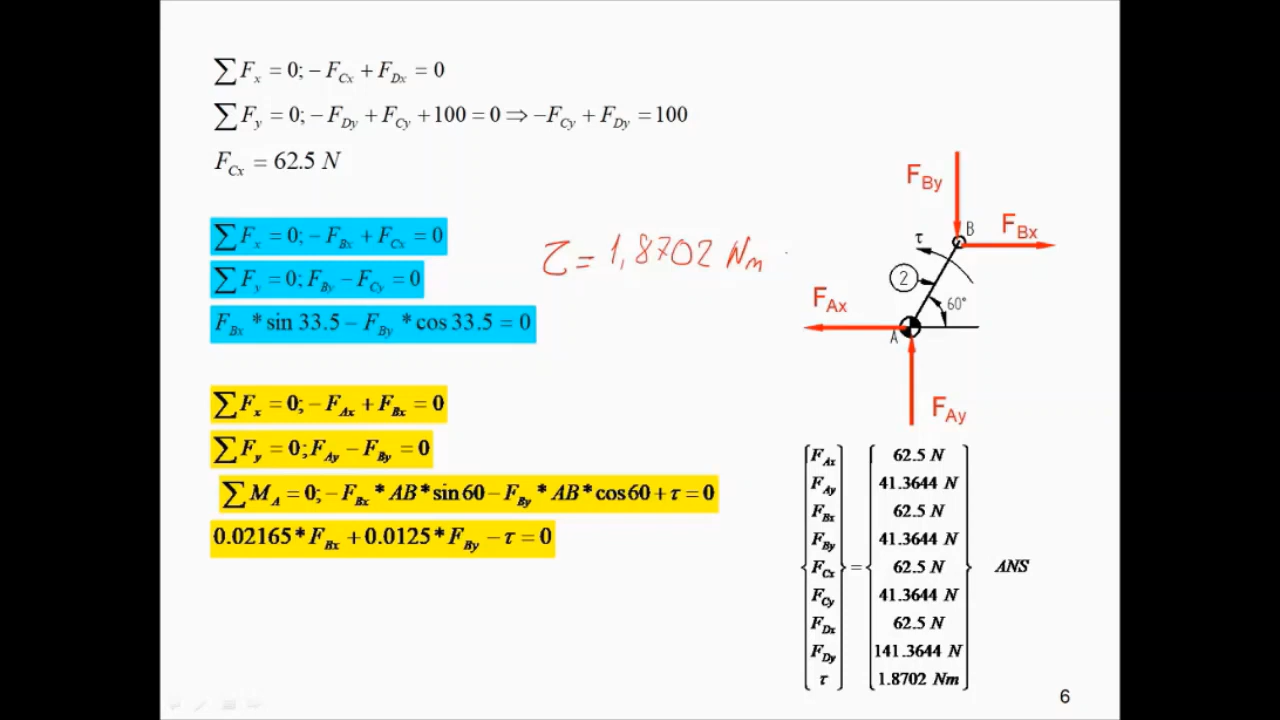 ∑F_x = 0; −F_Cx + F_Dx = 0
∑F_y = 0; −F_Dy + F_Cy + 100 = 0 ⇒ −F_Cy + F_Dy = 100
F_Cx = 62.5 N
∑F_x = 0; −F_Bx + F_Cx = 0
∑F_y = 0; F_By − F_Cy = 0
F_Bx * sin 33.5 − F_By * cos 33.5 = 0
τ = 1,8702 Nm
∑F_x = 0; −F_Ax + F_Bx = 0
∑F_y = 0; F_Ay − F_By = 0
∑M_A = 0; −F_Bx * AB * sin 60 − F_By * AB * cos 60 + τ = 0
0.02165 * F_Bx + 0.0125 * F_By − τ = 0
F_By
B
F_Bx
τ
2
60°
F_Ax
A
F_Ay
F_Ax 62.5 N
F_Ay 41.3644 N
F_Bx 62.5 N
F_By 41.3644 N
F_Cx = 62.5 N ANS
F_Cy 41.3644 N
F_Dx 62.5 N
F_Dy 141.3644 N
τ 1.8702 Nm
6